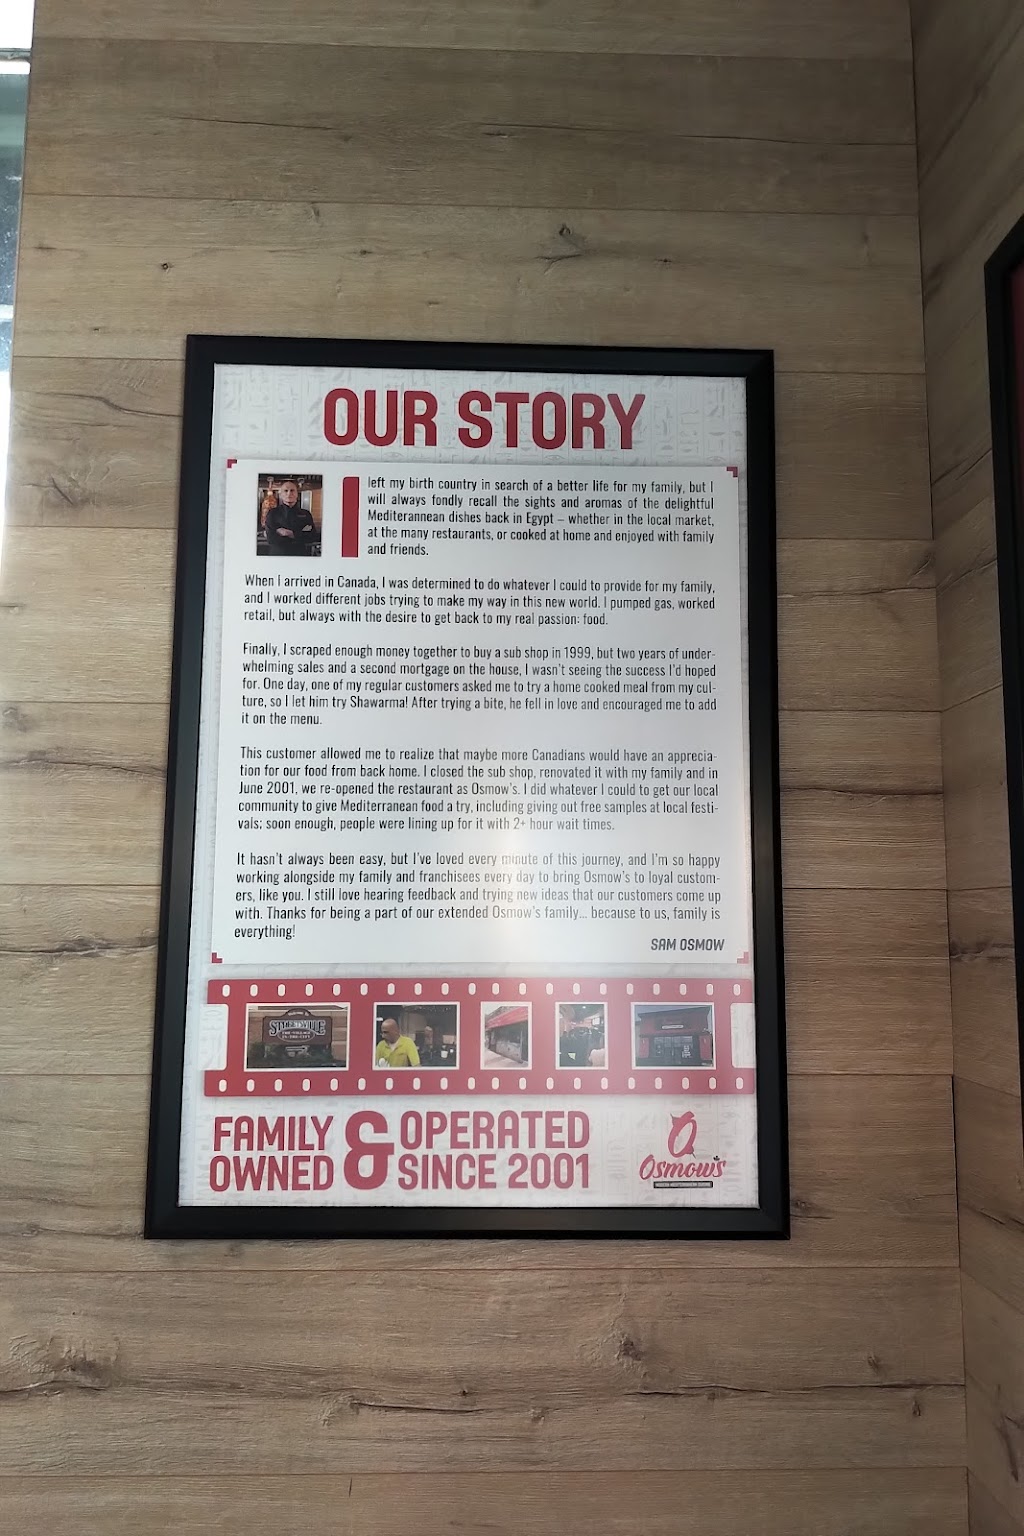 OUR STORY
I left my birth country in search of a better life for my family, but I
will always fondly recall the sights and aromas of the delightful
Mediterannean dishes back in Egypt – whether in the local market,
at the many restaurants, or cooked at home and enjoyed with family
and friends.
When I arrived in Canada, I was determined to do whatever I could to provide for my family,
and I worked different jobs trying to make my way in this new world. I pumped gas, worked
retail, but always with the desire to get back to my real passion: food.
Finally, I scraped enough money together to buy a sub shop in 1999, but two years of under-
whelming sales and a second mortgage on the house, I wasn't seeing the success I'd hoped
for. One day, one of my regular customers asked me to try a home cooked meal from my cul-
ture, so I let him try Shawarma! After trying a bite, he fell in love and encouraged me to add
it on the menu.
This customer allowed me to realize that maybe more Canadians would have an apprecia-
tion for our food from back home. I closed the sub shop, renovated it with my family and in
June 2001, we re-opened the restaurant as Osmow's. I did whatever I could to get our local
community to give Mediterranean food a try, including giving out free samples at local festi-
vals; soon enough, people were lining up for it with 2+ hour wait times.
It hasn't always been easy, but I've loved every minute of this journey, and I'm so happy
working alongside my family and franchisees every day to bring Osmow's to loyal custom-
ers, like you. I still love hearing feedback and trying new ideas that our customers come up
with. Thanks for being a part of our extended Osmow's family... because to us, family is
everything!
SAM OSMOW
STREETSVILLE
THE VILLAGE
IN THE CITY
FAMILY OWNED & OPERATED SINCE 2001
Osmow's